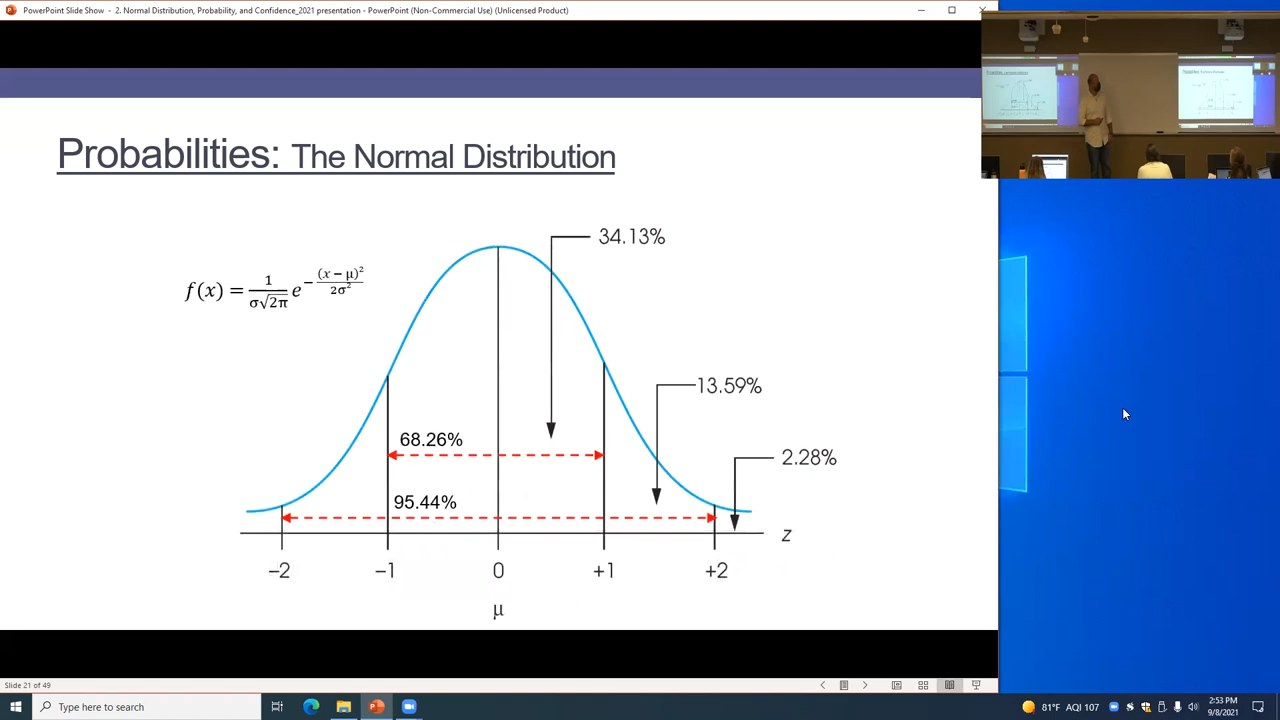 PowerPoint Slide Show - 2. Normal Distribution, Probability, and Confidence_2021 presentation - PowerPoint (Non-Commercial Use) (Unlicensed Product)
Probabilities: The Normal Distribution
f(x) = 1/(σ√2π) e^(−(x − μ)²/2σ²)
34.13%
13.59%
2.28%
68.26%
95.44%
z
−2 −1 0 +1 +2
μ
Slide 21 of 49
Type here to search
81°F AQI 107
2:53 PM
9/8/2021